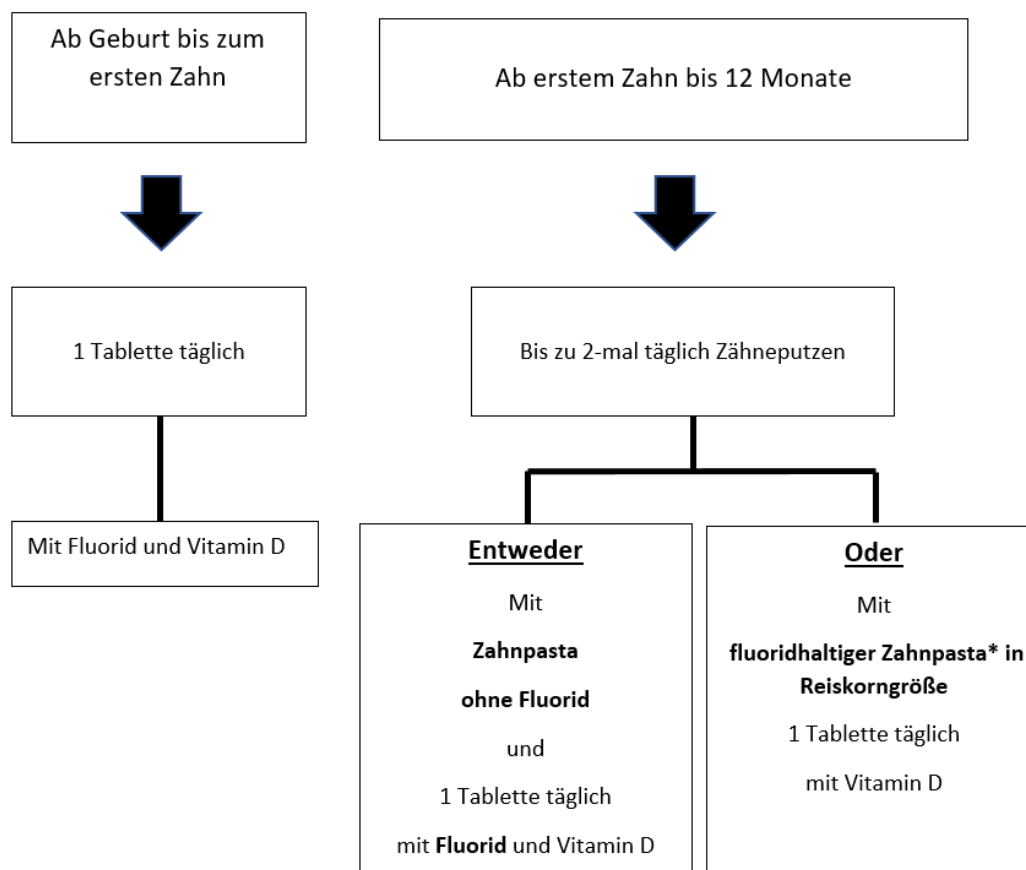 Ab Geburt bis zum
ersten Zahn
Ab erstem Zahn bis 12 Monate
1 Tablette täglich
Bis zu 2-mal täglich Zähneputzen
Mit Fluorid und Vitamin D
Entweder
Mit
Zahnpasta
ohne Fluorid
und
1 Tablette täglich
mit Fluorid und Vitamin D
Oder
Mit
fluoridhaltiger Zahnpasta* in
Reiskorngröße
1 Tablette täglich
mit Vitamin D